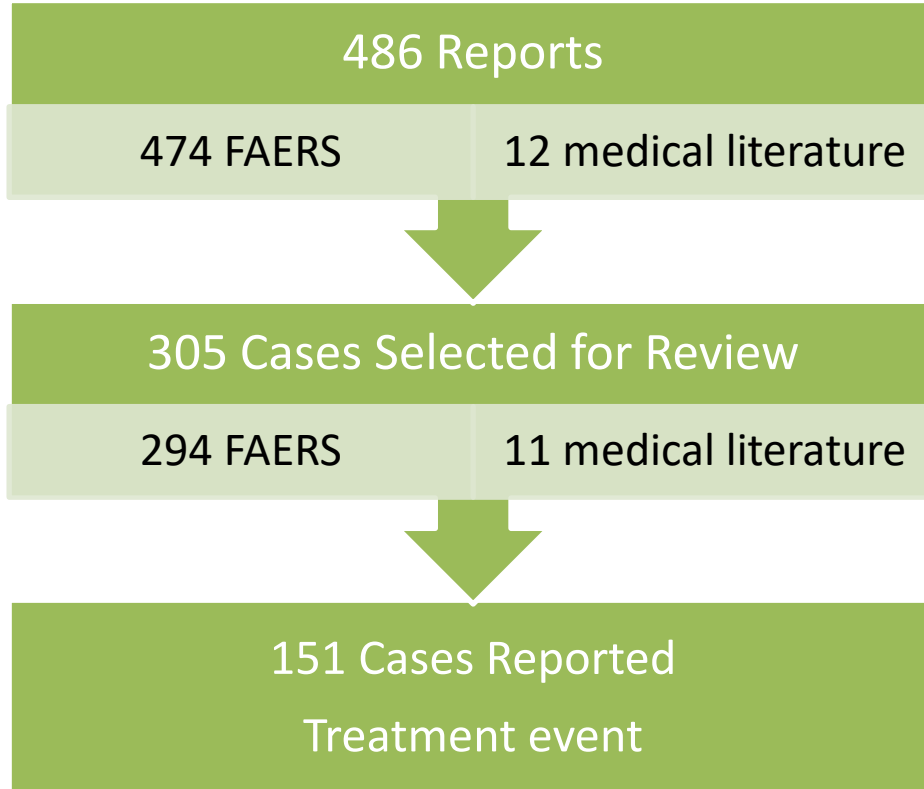 486 Reports
474 FAERS 12 medical literature
305 Cases Selected for Review
294 FAERS 11 medical literature
151 Cases Reported
Treatment event